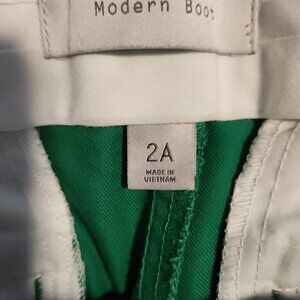 Modern Boot
2A
MADE IN
VIETNAM